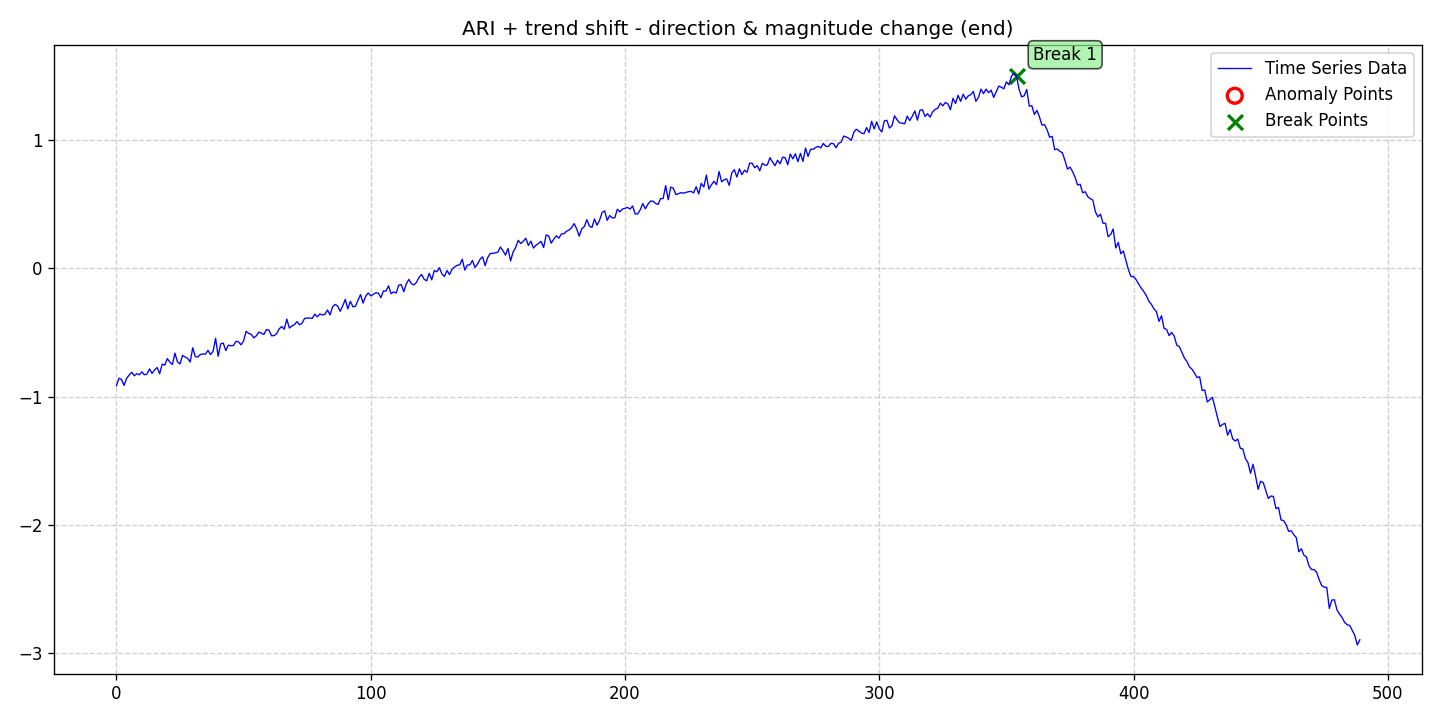 ARI + trend shift - direction & magnitude change (end)
Break 1
Time Series Data
Anomaly Points
Break Points
1
0
−1
−2
−3
0 100 200 300 400 500